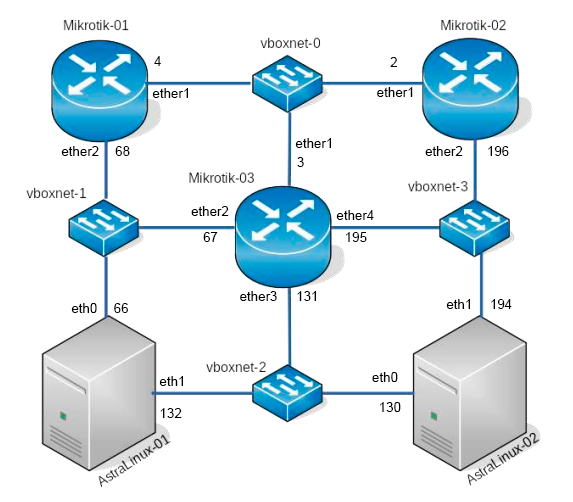 Mikrotik-01
Mikrotik-02
vboxnet-0
4
2
ether1
ether1
ether1
3
ether2 68
ether2 196
Mikrotik-03
vboxnet-1
vboxnet-3
ether2
67
ether4
195
ether3 131
eth0 66
eth1 194
vboxnet-2
eth1
132
eth0
130
AstraLinux-01
AstraLinux-02